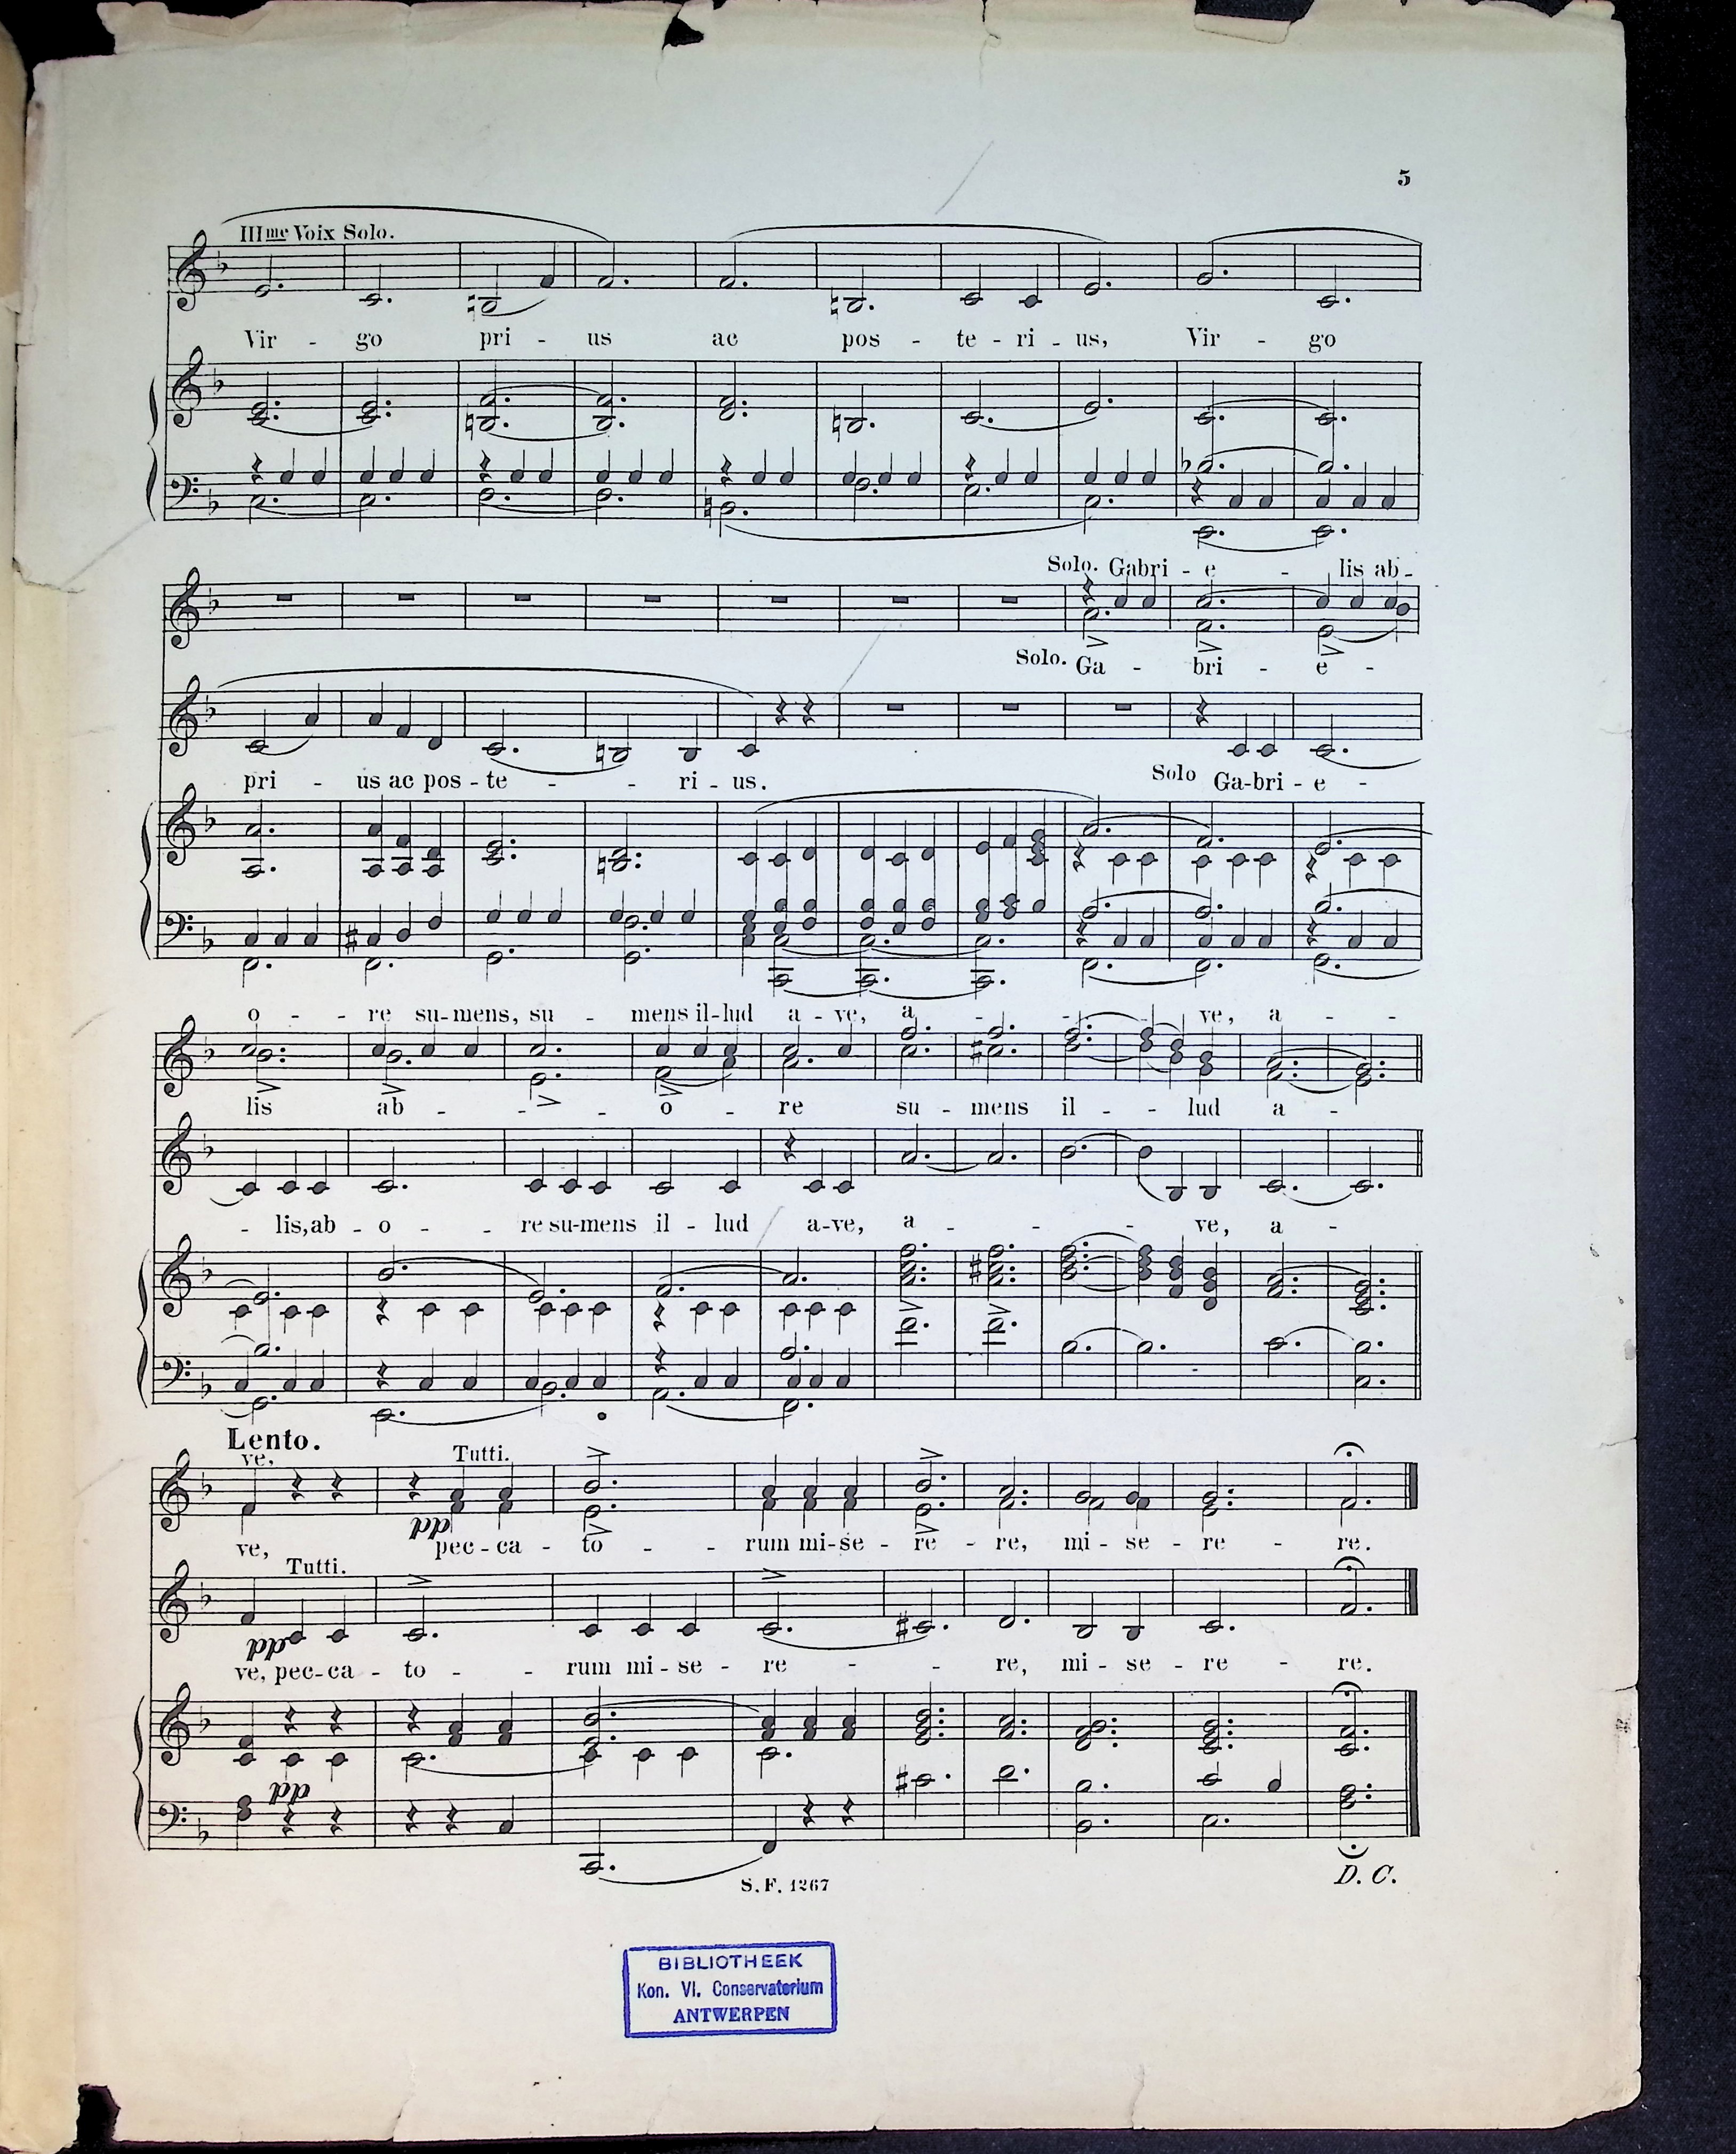 5
IIIme Voix Solo.
Vir - go pri - us ac pos - te - ri - us, Vir - go
Solo. Gabri - e - lis ab -
Solo. Ga - bri - e -
pri - us ac pos - te - - ri - us. Solo Ga-bri - e -
o - - re su-mens, su - mens il-lud a - ve, a - - - ve, a - -
lis ab - - - o - re su - mens il - - lud a -
- lis, ab - o - - re su-mens il - lud a-ve, a - - - ve, a -
Lento.
ve, Tutti.
pp
ve, pec - ca - to - - rum mi-se - re - re, mi - se - re - re.
Tutti.
pp
ve, pec-ca - to - - rum mi - se - re - - re, mi - se - re - re.
pp
S. F. 1267
D. C.
BIBLIOTHEEK
Kon. Vl. Conservatorium
ANTWERPEN